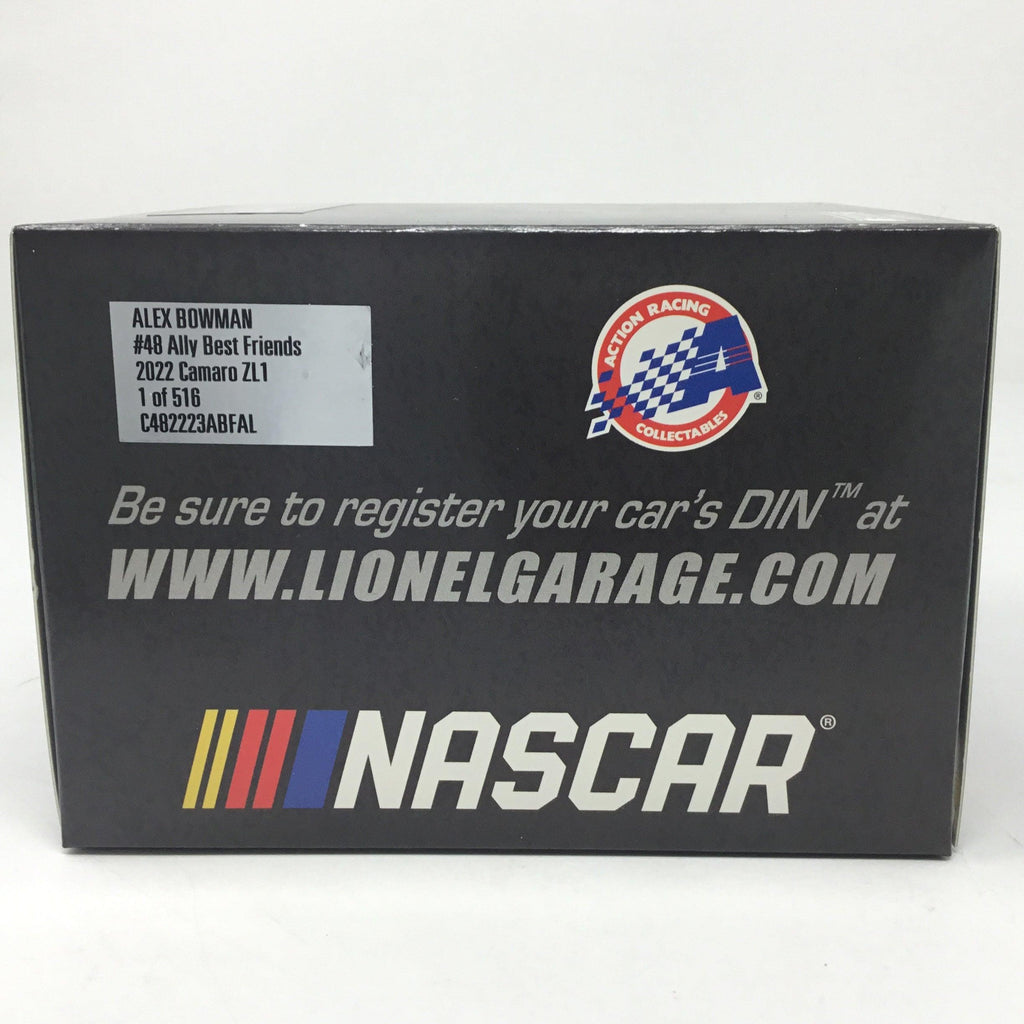 ALEX BOWMAN
#48 Ally Best Friends
2022 Camaro ZL1
1 of 516
C482223ABFAL
ACTION RACING
COLLECTABLES
A
®
Be sure to register your car's DIN™ at
WWW.LIONELGARAGE.COM
NASCAR®